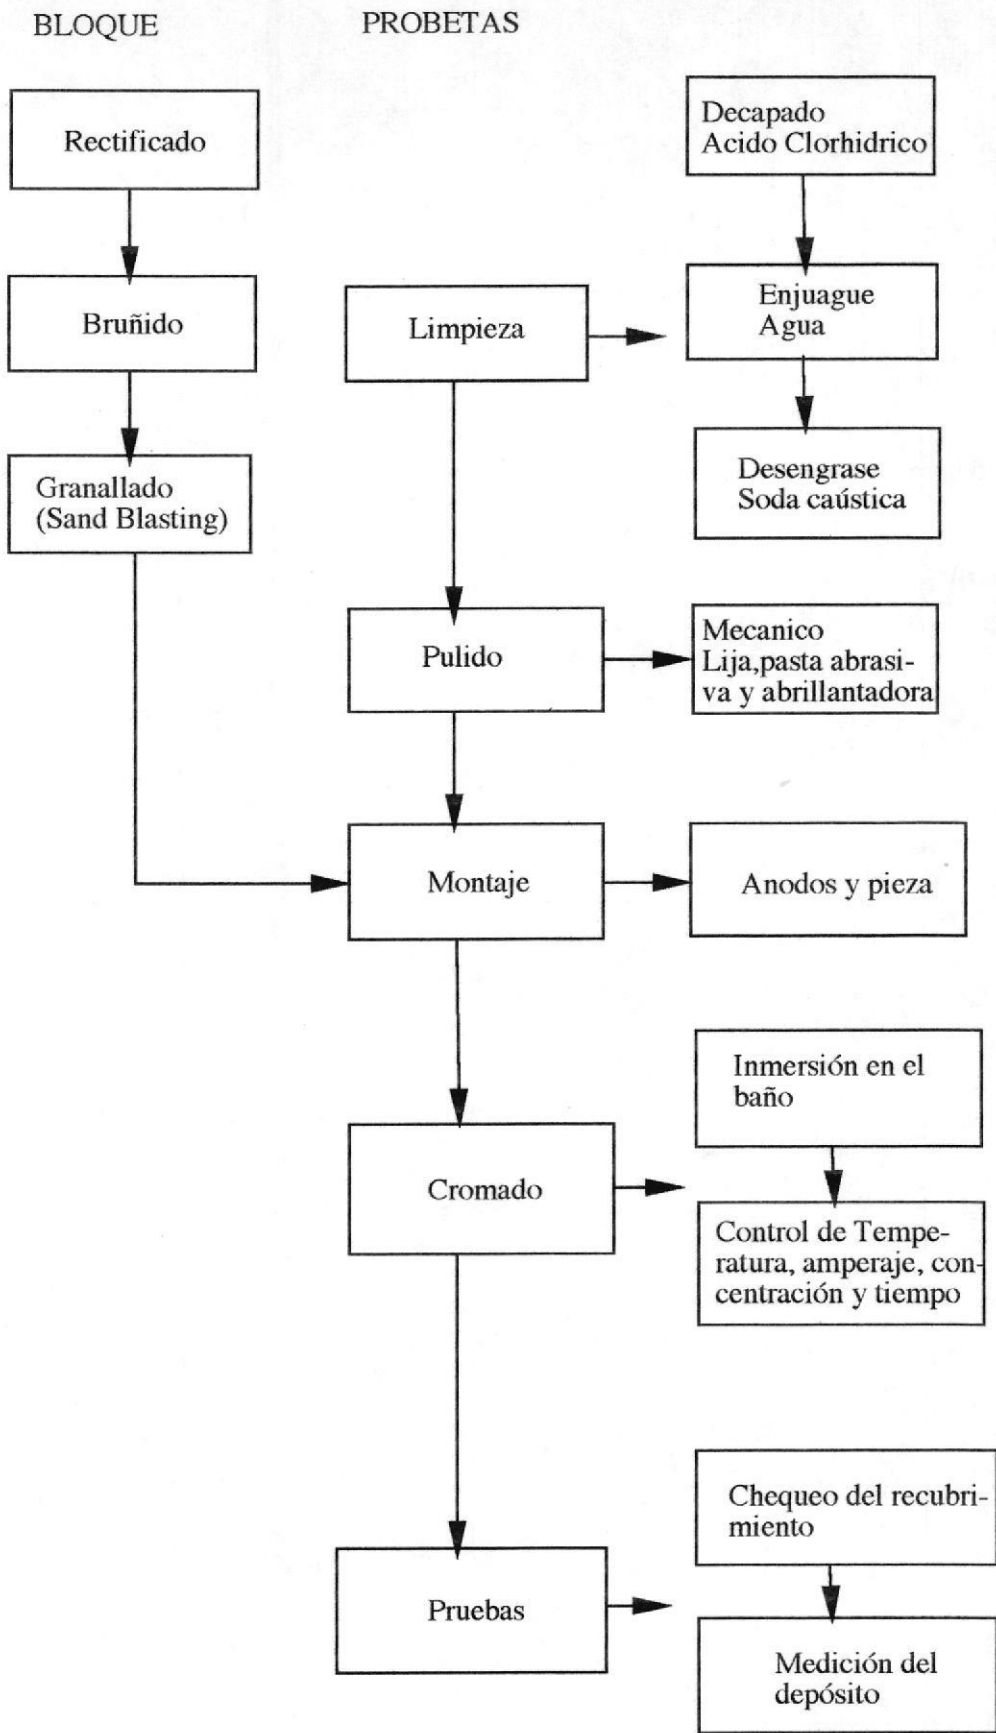 BLOQUE
PROBETAS
Rectificado
Bruñido
Granallado
(Sand Blasting)
Limpieza
Decapado
Acido Clorhidrico
Enjuague
Agua
Desengrase
Soda caústica
Pulido
Mecanico
Lija,pasta abrasi-
va y abrillantadora
Montaje
Anodos y pieza
Cromado
Inmersión en el
baño
Control de Tempe-
ratura, amperaje, con-
centración y tiempo
Pruebas
Chequeo del recubri-
miento
Medición del
depósito